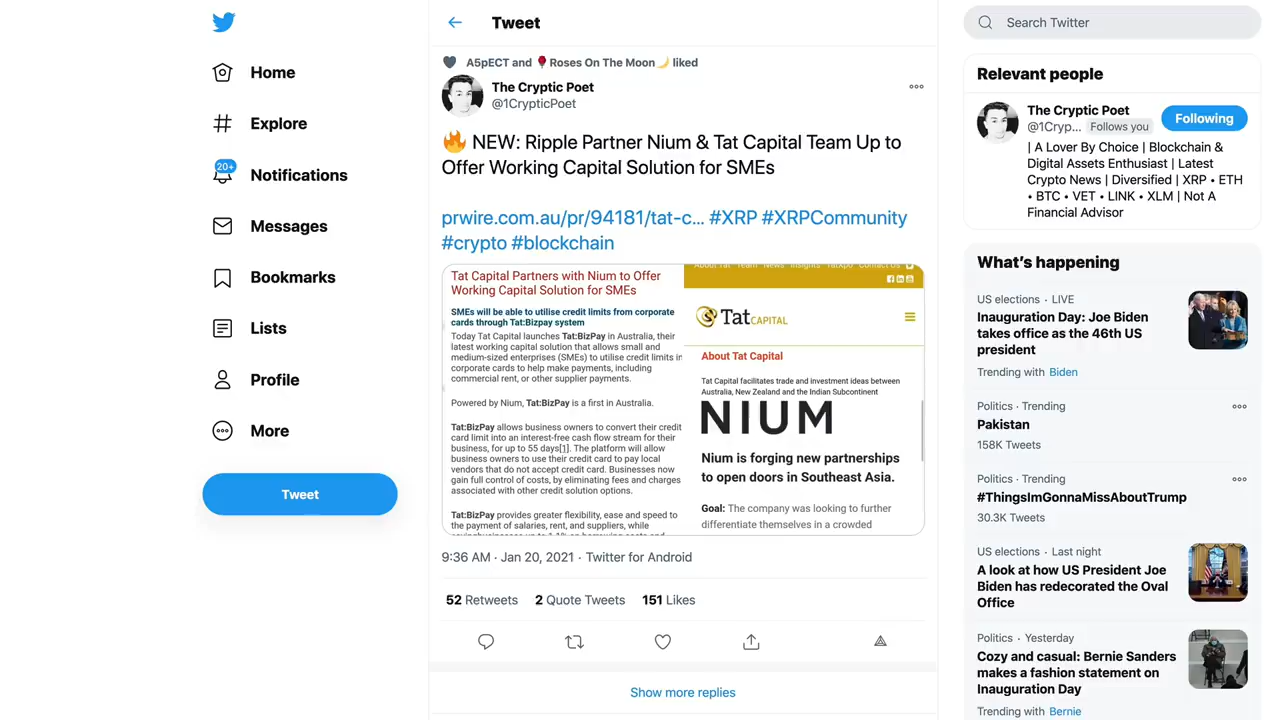 Home
Explore
20+
Notifications
Messages
Bookmarks
Lists
Profile
More
Tweet
Tweet
A5pECT and 🌹Roses On The Moon🌙 liked
The Cryptic Poet
@1CrypticPoet
🔥 NEW: Ripple Partner Nium & Tat Capital Team Up to
Offer Working Capital Solution for SMEs
prwire.com.au/pr/94181/tat-c... #XRP #XRPCommunity
#crypto #blockchain
Tat Capital Partners with Nium to Offer
Working Capital Solution for SMEs
SMEs will be able to utilise credit limits from corporate
cards through Tat:Bizpay system
Today Tat Capital launches Tat:BizPay in Australia, their
latest working capital solution that allows small and
medium-sized enterprises (SMEs) to utilise credit limits in
corporate cards to help make payments, including
commercial rent, or other supplier payments.
Powered by Nium, Tat:BizPay is a first in Australia.
Tat:BizPay allows business owners to convert their credit
card limit into an interest-free cash flow stream for their
business, for up to 55 days[1]. The platform will allow
business owners to use their credit card to pay local
vendors that do not accept credit card. Businesses now
gain full control of costs, by eliminating fees and charges
associated with other credit solution options.
Tat:BizPay provides greater flexibility, ease and speed to
the payment of salaries, rent, and suppliers, while
About Tat Team News Insights TatXpo Contact Us
Tat CAPITAL
About Tat Capital
Tat Capital facilitates trade and investment ideas between
Australia, New Zealand and the Indian Subcontinent
NIUM
Nium is forging new partnerships
to open doors in Southeast Asia.
Goal: The company was looking to further
differentiate themselves in a crowded
9:36 AM · Jan 20, 2021 · Twitter for Android
52 Retweets 2 Quote Tweets 151 Likes
Show more replies
Search Twitter
Relevant people
The Cryptic Poet
@1Cryp... Follows you
Following
| A Lover By Choice | Blockchain &
Digital Assets Enthusiast | Latest
Crypto News | Diversified | XRP • ETH
• BTC • VET • LINK • XLM | Not A
Financial Advisor
What's happening
US elections · LIVE
Inauguration Day: Joe Biden
takes office as the 46th US
president
Trending with Biden
Politics · Trending
Pakistan
158K Tweets
Politics · Trending
#ThingsImGonnaMissAboutTrump
30.3K Tweets
US elections · Last night
A look at how US President Joe
Biden has redecorated the Oval
Office
Politics · Yesterday
Cozy and casual: Bernie Sanders
makes a fashion statement on
Inauguration Day
Trending with Bernie